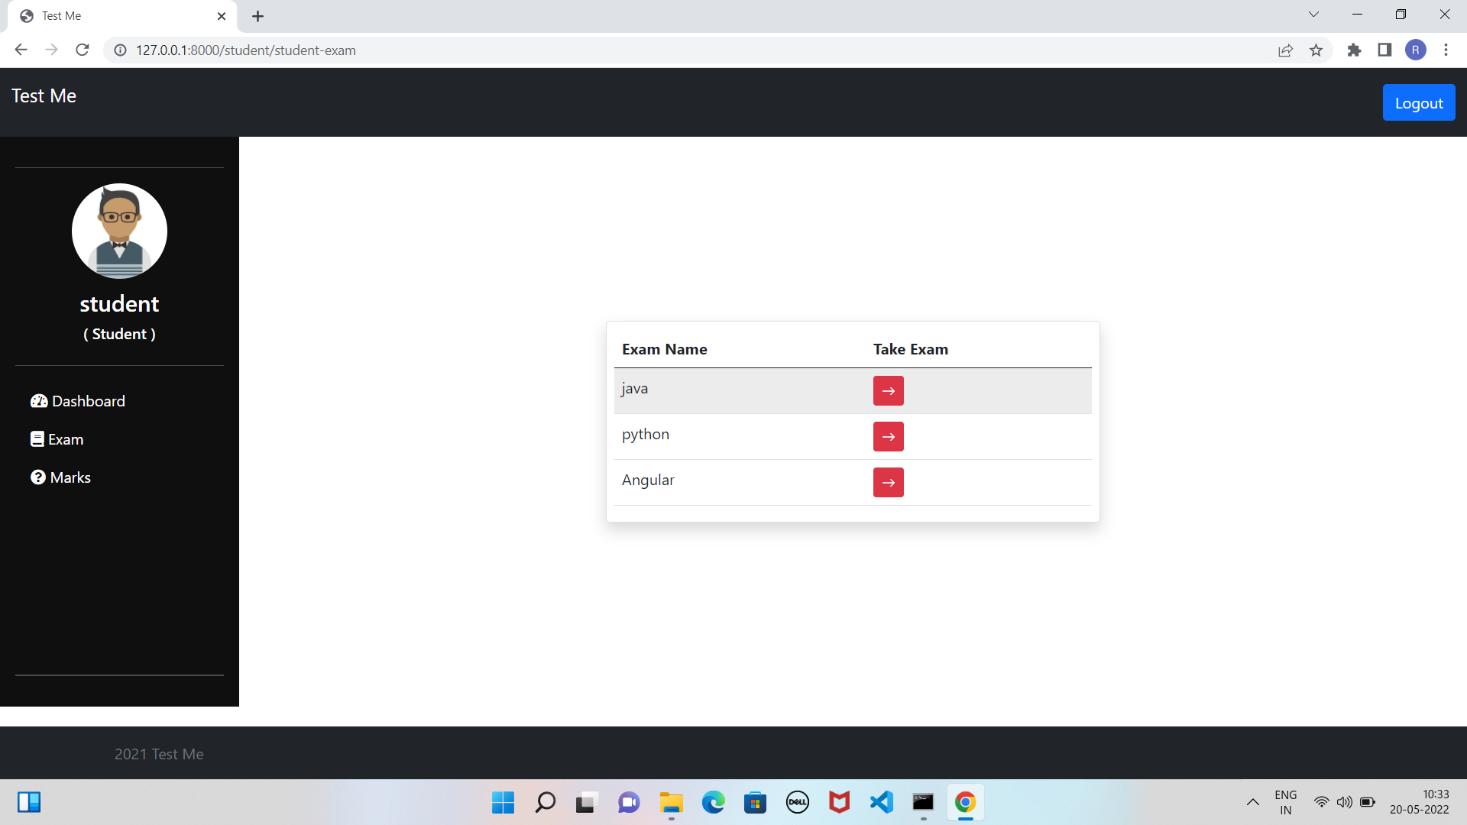 Test Me
127.0.0.1:8000/student/student-exam
R
Test Me
Logout
student
( Student )
Dashboard
Exam
Marks
Exam Name Take Exam
java
python
Angular
2021 Test Me
DELL
ENG
IN
10:33
20-05-2022